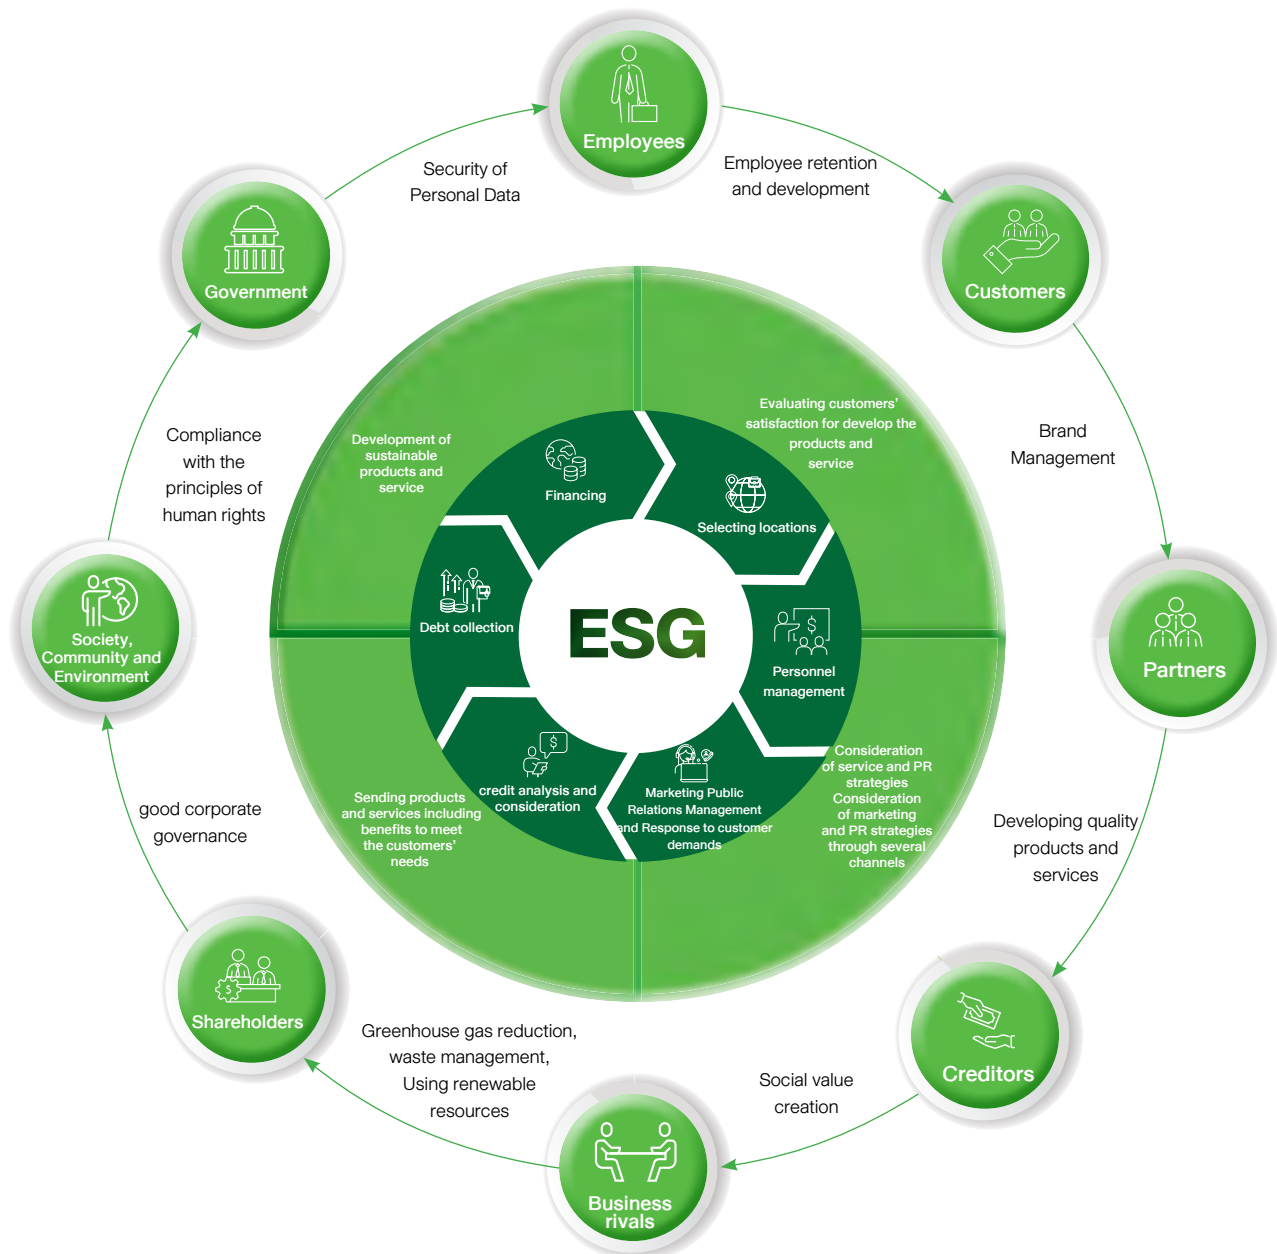 Employees
Security of
Personal Data
Employee retention
and development
Government
Customers
Evaluating customers’
satisfaction for develop the
products and
service
Development of
sustainable
products and
service
Compliance
with the
principles of
human rights
Brand
Management
Financing
Selecting locations
Debt collection
ESG
Personnel
management
Society,
Community and
Environment
Partners
credit analysis and
consideration
Marketing Public
Relations Management
and Response to customer
demands
Consideration
of service and PR
strategies
Consideration
of marketing
and PR strategies
through several
channels
Sending products
and services including
benefits to meet
the customers’
needs
good corporate
governance
Developing quality
products and
services
Shareholders
Greenhouse gas reduction,
waste management,
Using renewable
resources
Social value
creation
Creditors
Business
rivals